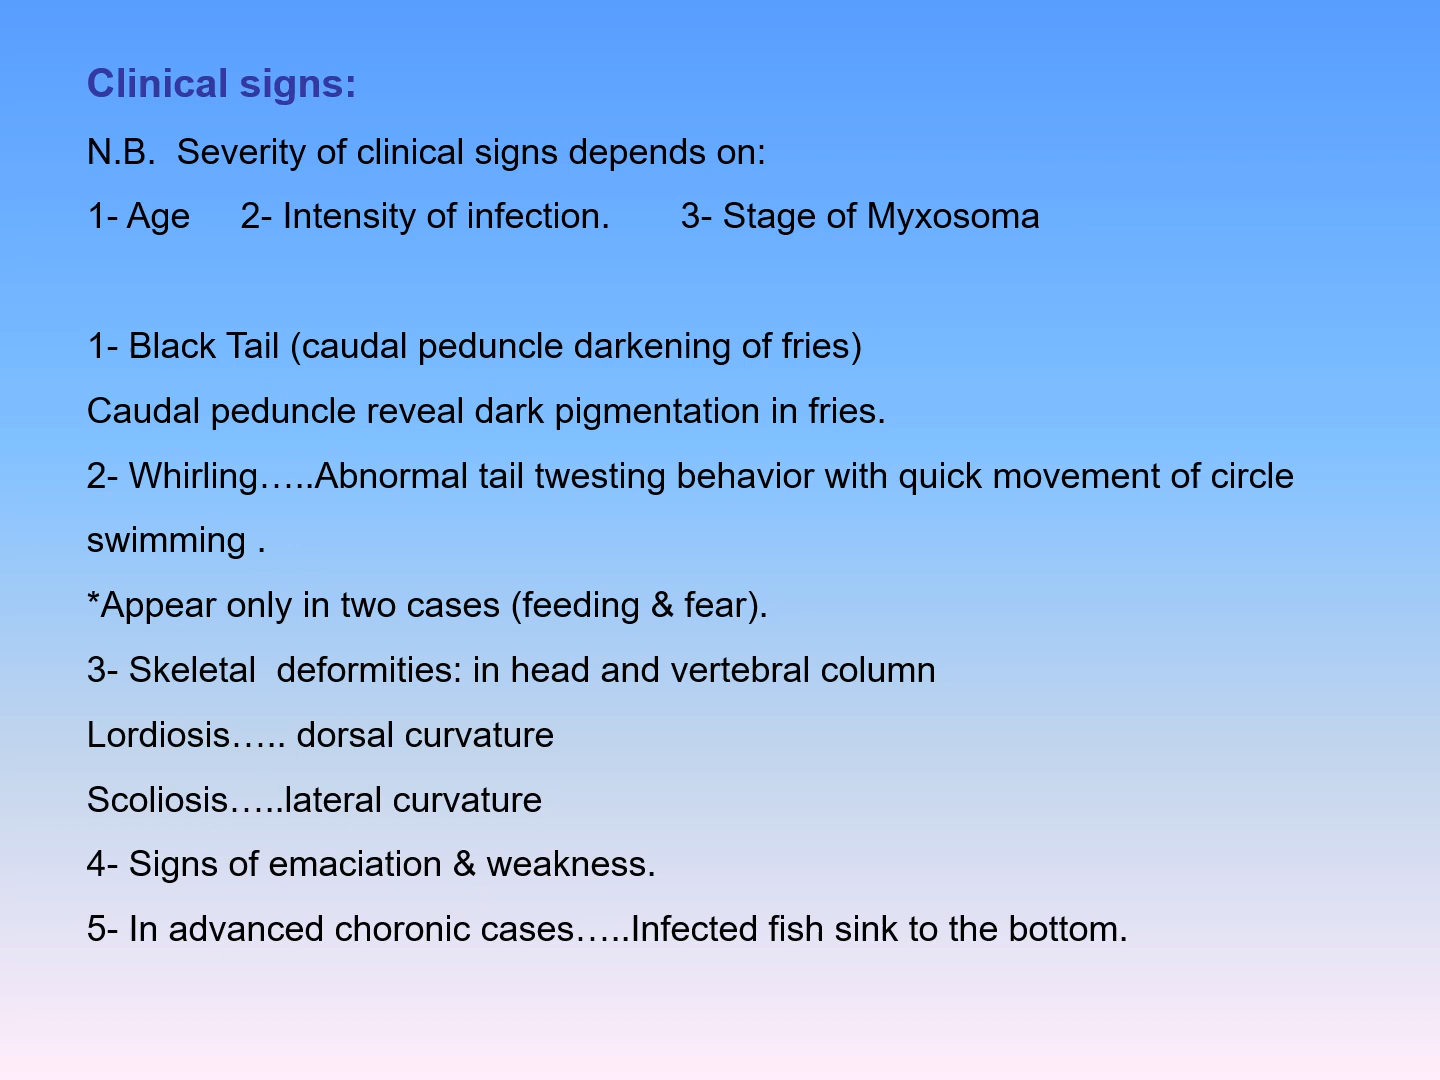 Clinical signs:
N.B.  Severity of clinical signs depends on:
1- Age     2- Intensity of infection.       3- Stage of Myxosoma
1- Black Tail (caudal peduncle darkening of fries)
Caudal peduncle reveal dark pigmentation in fries.
2- Whirling…..Abnormal tail twesting behavior with quick movement of circle
swimming .
*Appear only in two cases (feeding & fear).
3- Skeletal  deformities: in head and vertebral column
Lordiosis….. dorsal curvature
Scoliosis…..lateral curvature
4- Signs of emaciation & weakness.
5- In advanced choronic cases…..Infected fish sink to the bottom.